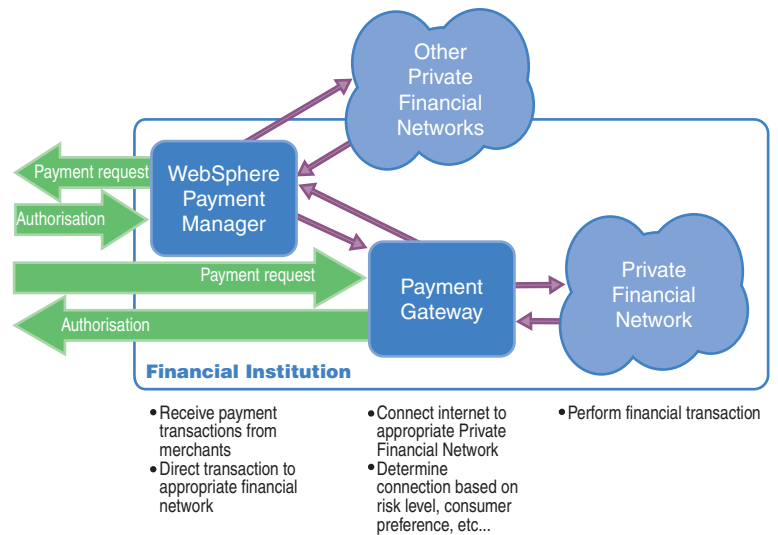 Other
Private
Financial
Networks
Payment request
WebSphere
Payment
Manager
Authorisation
Payment request
Payment
Gateway
Private
Financial
Network
Authorisation
Financial Institution
• Receive payment
transactions from
merchants
• Direct transaction to
appropriate financial
network
• Connect internet to
appropriate Private
Financial Network
• Determine
connection based on
risk level, consumer
preference, etc...
• Perform financial transaction